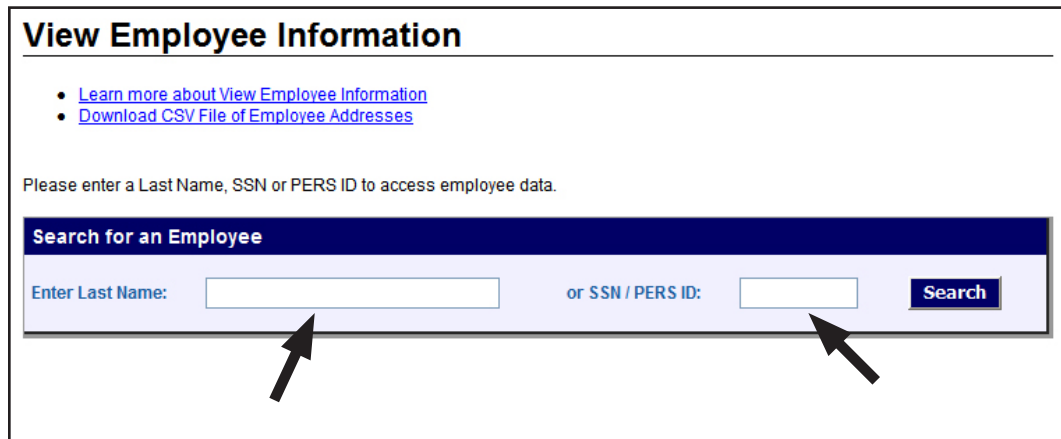 View Employee Information
Learn more about View Employee Information
Download CSV File of Employee Addresses
Please enter a Last Name, SSN or PERS ID to access employee data.
Search for an Employee
Enter Last Name: or SSN / PERS ID: Search